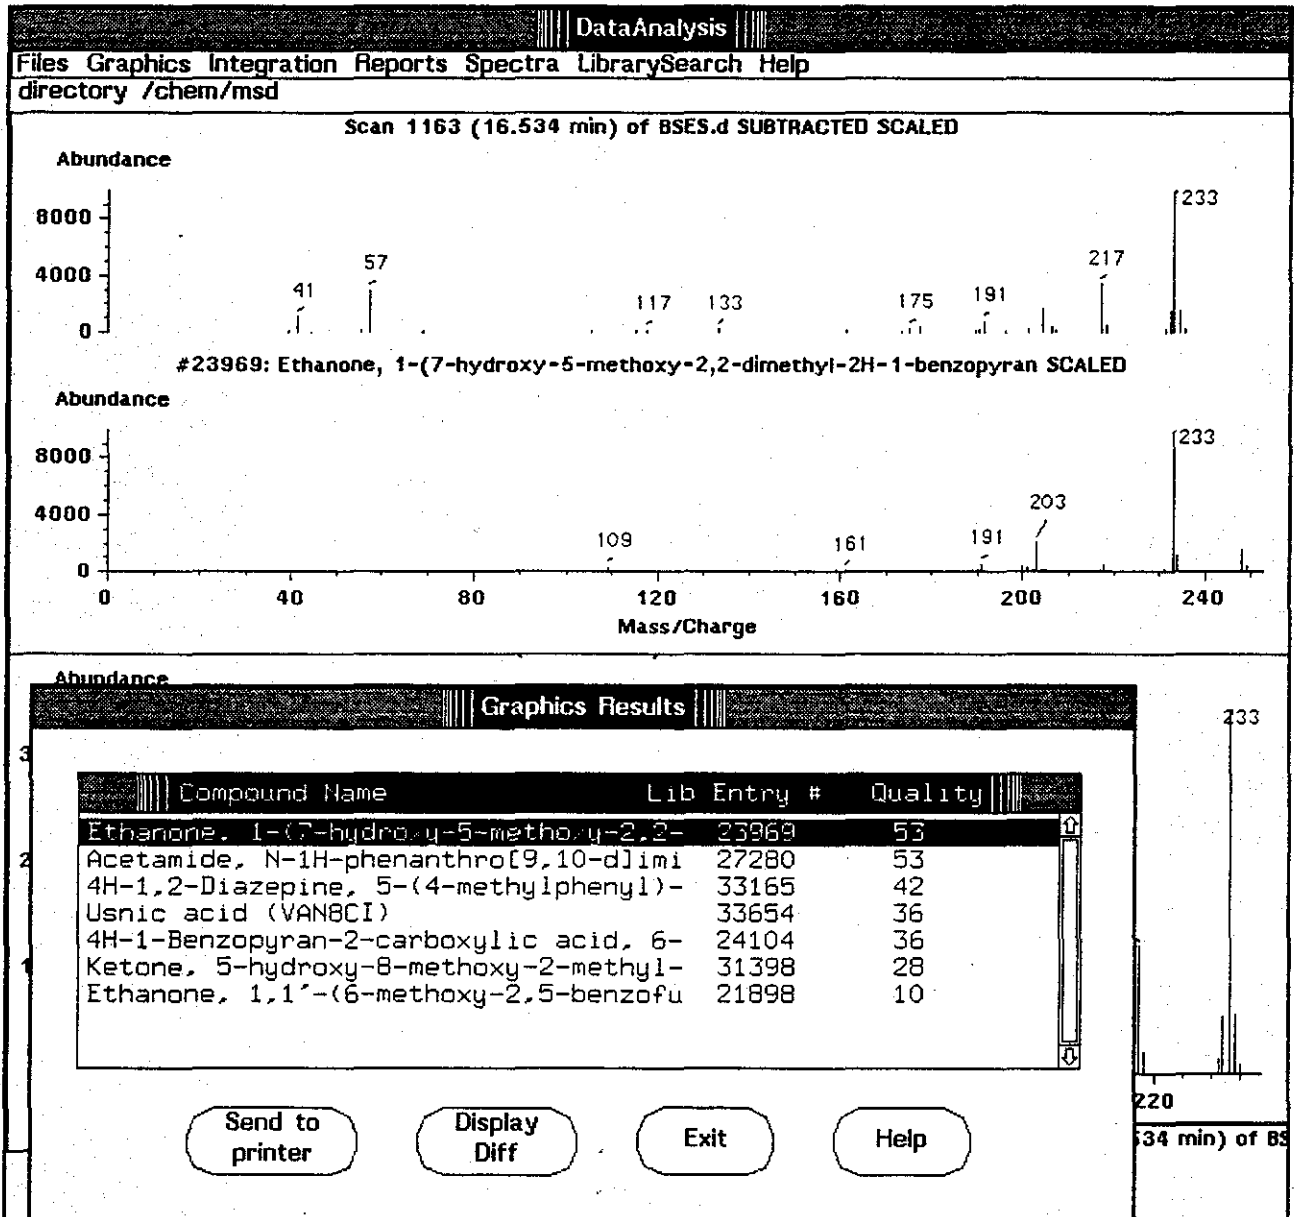 DataAnalysis
Files Graphics Integration Reports Spectra LibrarySearch Help
directory /chem/msd
Scan 1163 (16.534 min) of BSES.d SUBTRACTED SCALED
Abundance
233
8000
217
57
4000
41
191
117 133 175
0
#23969: Ethanone, 1-(7-hydroxy-5-methoxy-2,2-dimethyl-2H-1-benzopyran SCALED
Abundance
233
8000
203
4000
109 161 191
0
0 40 80 120 160 200 240
Mass/Charge
Abundance
Graphics Results
233
3
Compound Name Lib Entry # Quality
Ethanone, 1-(7-hydroxy-5-methoxy-2,2- 23969 53
2
Acetamide, N-1H-phenanthro[9,10-d]imi 27280 53
4H-1,2-Diazepine, 5-(4-methylphenyl)- 33165 42
Usnic acid (VAN8CI) 33654 36
4H-1-Benzopyran-2-carboxylic acid, 6- 24104 36
1
Ketone, 5-hydroxy-8-methoxy-2-methyl- 31398 28
Ethanone, 1,1´-(6-methoxy-2,5-benzofu 21898 10
220
Send to printer
Display Diff
Exit
Help
534 min) of BS